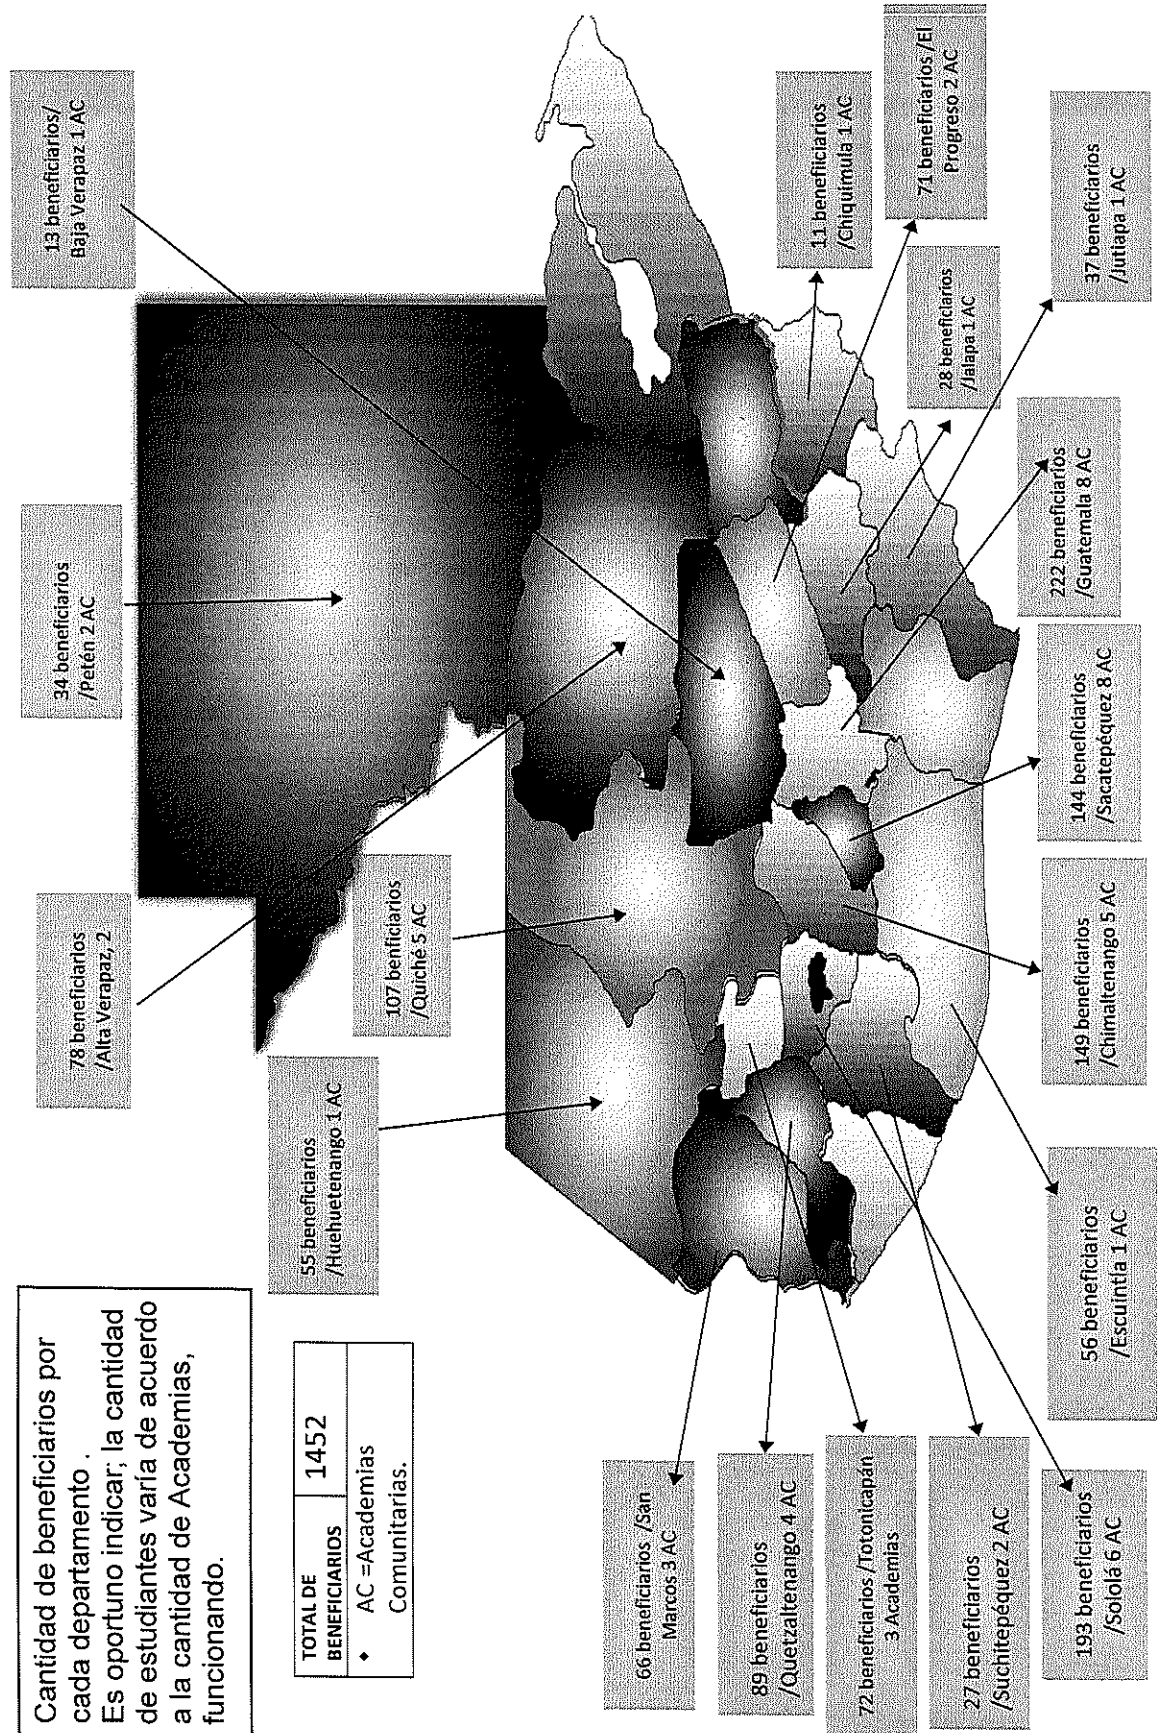 Cantidad de beneficiarios por
cada departamento .
Es oportuno indicar; la cantidad
de estudiantes varía de acuerdo
a la cantidad de Academias,
funcionando.
TOTAL DE
BENEFICIARIOS
1452
• AC =Academias
Comunitarias.
55 beneficiarios
/Huehuetenango 1 AC
78 beneficiarios
/Alta Verapaz, 2
107 benficiarios
/Quiché 5 AC
34 beneficiarios
/Petén 2 AC
13 beneficiarios/
Baja Verapaz 1 AC
66 beneficiarios /San
Marcos 3 AC
89 beneficiarios
/Quetzaltenango 4 AC
72 beneficiarios /Totonicapán
3 Academias
27 beneficiarios
/Suchitepéquez 2 AC
193 beneficiarios
/Sololá 6 AC
56 beneficiarios
/Escuintla 1 AC
149 beneficiarios
/Chimaltenango 5 AC
144 beneficiarios
/Sacatepéquez 8 AC
222 beneficiarios
/Guatemala 8 AC
37 beneficiarios
/Jutiapa 1 AC
28 beneficiarios
/Jalapa 1 AC
11 benefiiciarios
/Chiquimula 1 AC
71 beneficiarios /El
Progreso 2 AC